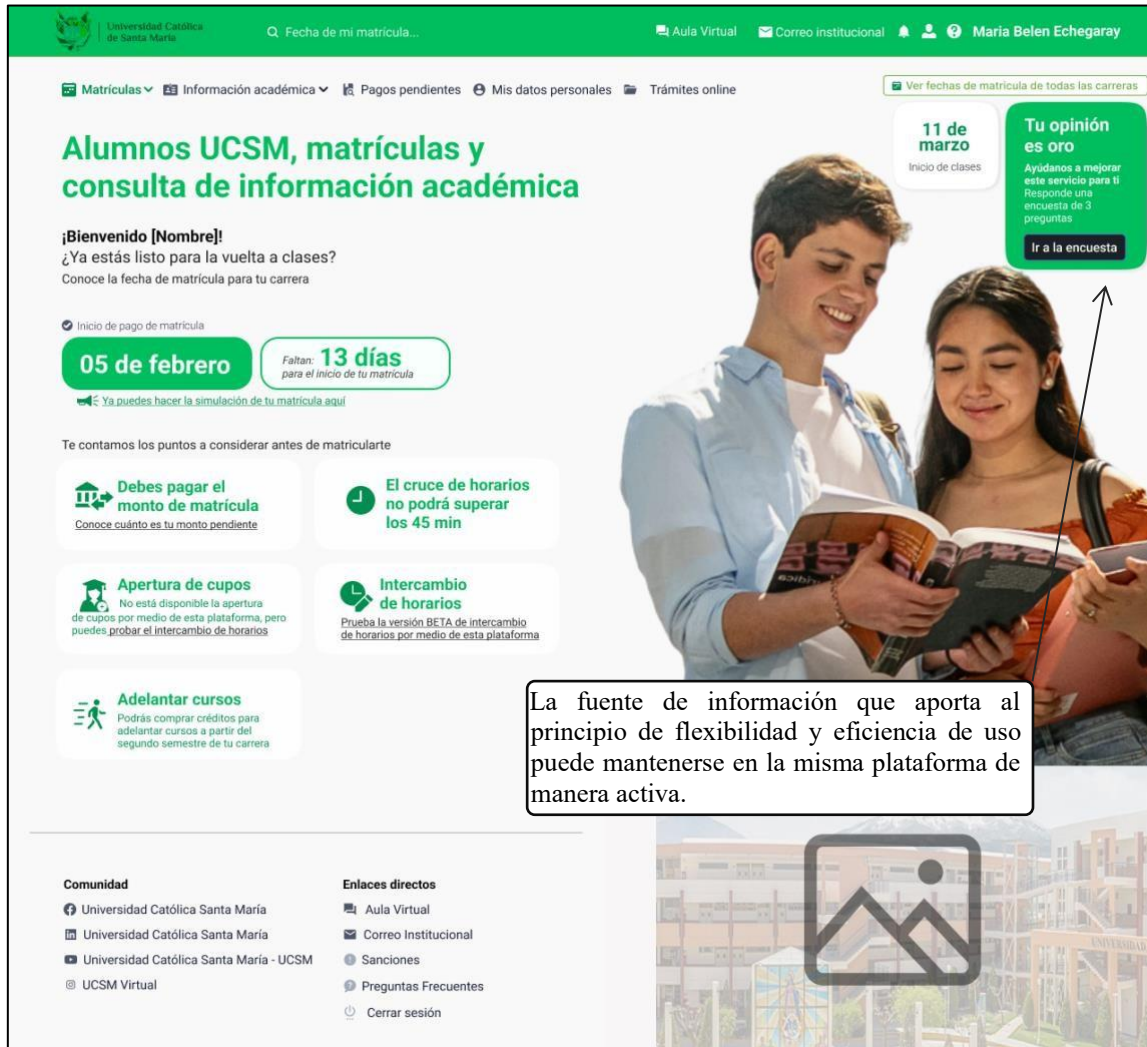 Universidad Católica
de Santa María
Fecha de mi matricula...
Aula Virtual
Correo institucional
Maria Belen Echegaray
Matrículas
Información académica
Pagos pendientes
Mis datos personales
Trámites online
Ver fechas de matrícula de todas las carreras
Alumnos UCSM, matrículas y
consulta de información académica
11 de
marzo
Inicio de clases
Tu opinión
es oro
Ayúdanos a mejorar
este servicio para ti
Responde una
encuesta de 3
preguntas
Ir a la encuesta
¡Bienvenido [Nombre]!
¿Ya estás listo para la vuelta a clases?
Conoce la fecha de matrícula para tu carrera
Inicio de pago de matrícula
05 de febrero
Faltan: 13 días
para el inicio de tu matrícula
Ya puedes hacer la simulación de tu matrícula aquí
Te contamos los puntos a considerar antes de matricularte
Debes pagar el
monto de matrícula
Conoce cuánto es tu monto pendiente
El cruce de horarios
no podrá superar
los 45 min
Apertura de cupos
No está disponible la apertura
de cupos por medio de esta plataforma, pero
puedes probar el intercambio de horarios
Intercambio
de horarios
Prueba la versión BETA de intercambio
de horarios por medio de esta plataforma
Adelantar cursos
Podrás comprar créditos para
adelantar cursos a partir del
segundo semestre de tu carrera
La fuente de información que aporta al
principio de flexibilidad y eficiencia de uso
puede mantenerse en la misma plataforma de
manera activa.
Comunidad
Universidad Católica Santa María
Universidad Católica Santa María
Universidad Católica Santa María - UCSM
UCSM Virtual
Enlaces directos
Aula Virtual
Correo Institucional
Sanciones
Preguntas Frecuentes
Cerrar sesión
UNIVERSIDAD